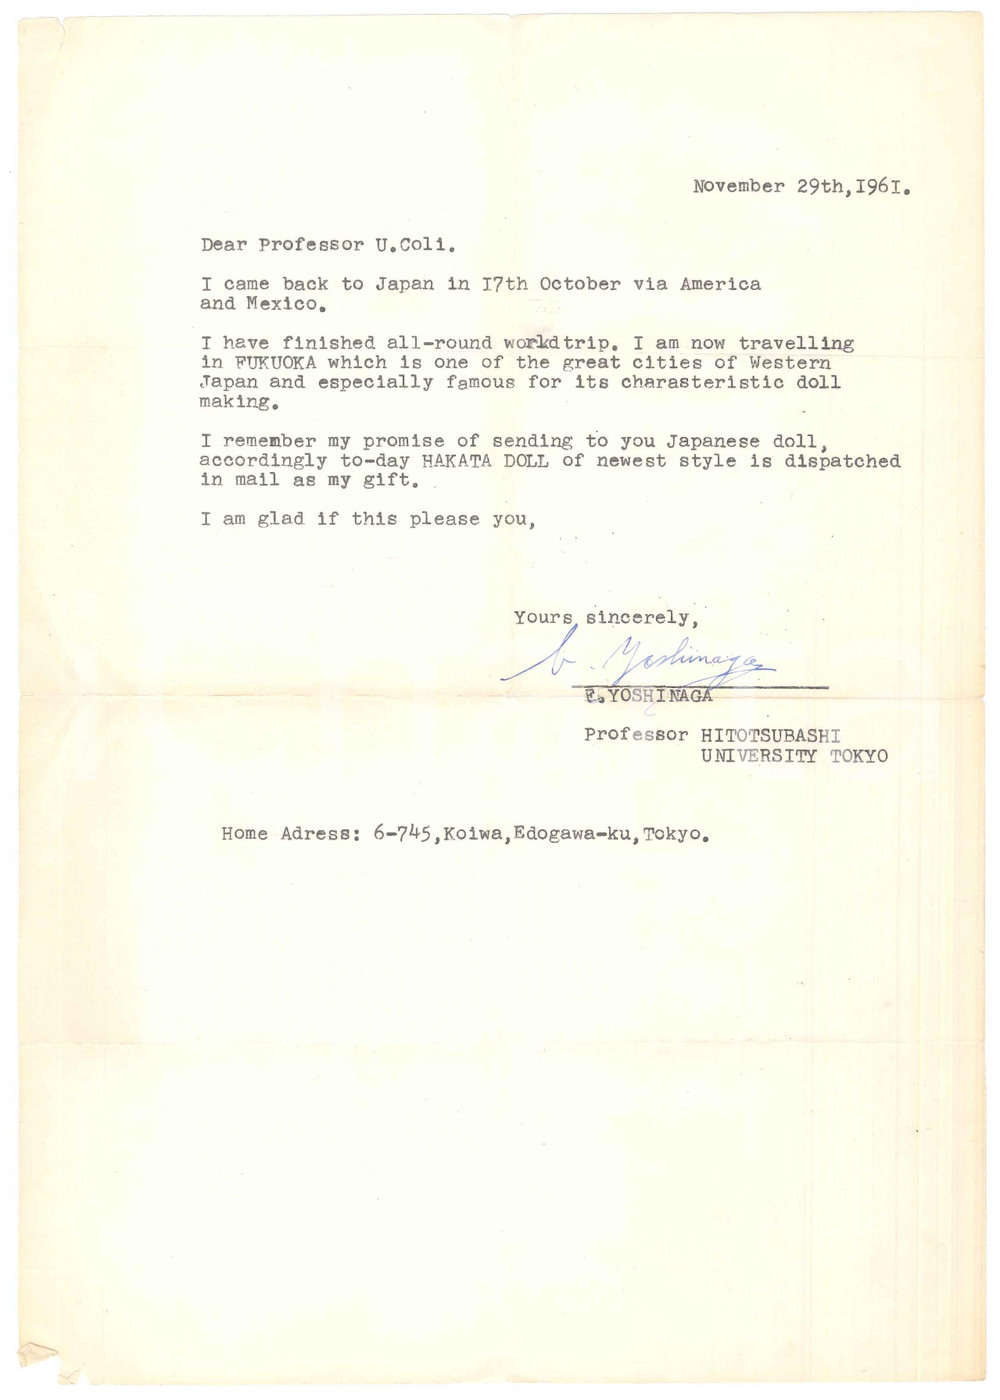 November 29th,I96I.
Dear Professor U.Coli.
I came back to Japan in I7th October via America
and Mexico.
I have finished all-round workdtrip. I am now travelling
in FUKUOKA which is one of the great cities of Western
Japan and especially famous for its charasteristic doll
making.
I remember my promise of sending to you Japanese doll,
accordingly to-day HAKATA DOLL of newest style is dispatched
in mail as my gift.
I am glad if this please you,
Yours sincerely,
Yoshinaga
E.YOSHINAGA
Professor HITOTSUBASHI
UNIVERSITY TOKYO
Home Adress: 6-745,Koiwa,Edogawa-ku,Tokyo.